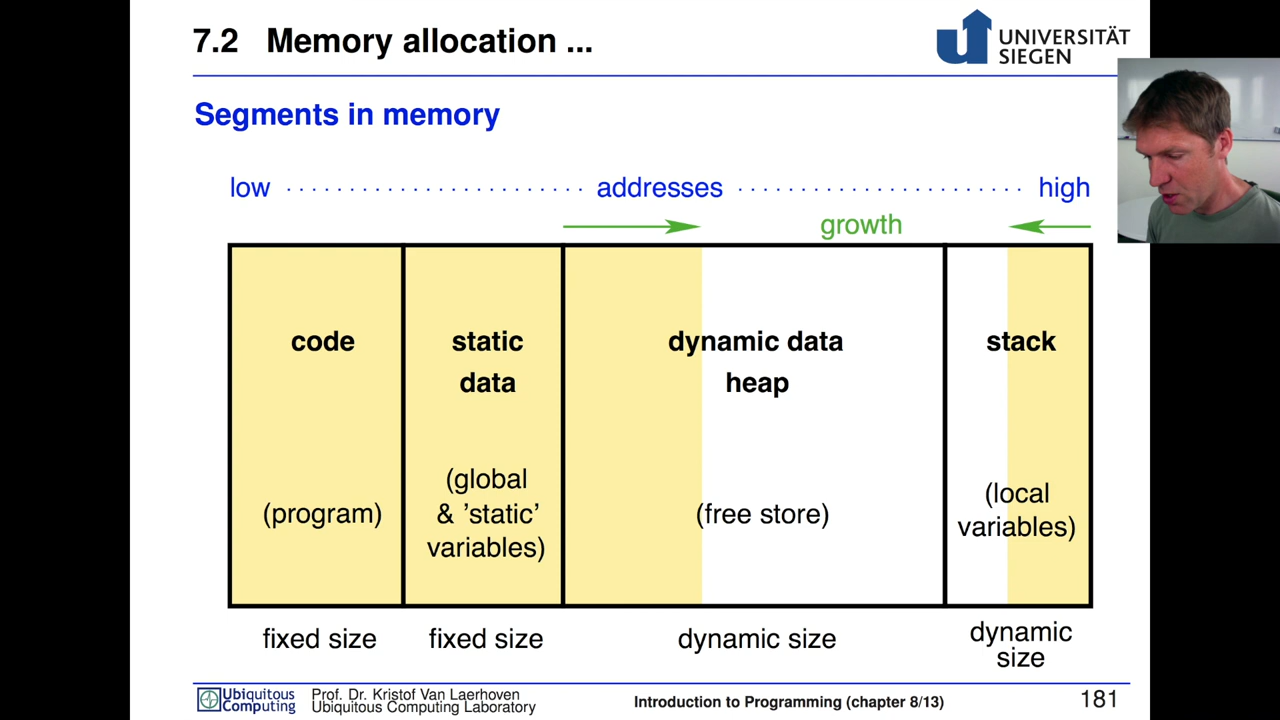 7.2 Memory allocation ...
UNIVERSITÄT
SIEGEN
Segments in memory
low addresses high
growth
code
(program)
static
data
(global
& 'static'
variables)
dynamic data
heap
(free store)
stack
(local
variables)
fixed size
fixed size
dynamic size
dynamic
size
Ubiquitous
Computing
Prof. Dr. Kristof Van Laerhoven
Ubiquitous Computing Laboratory
Introduction to Programming (chapter 8/13)
181